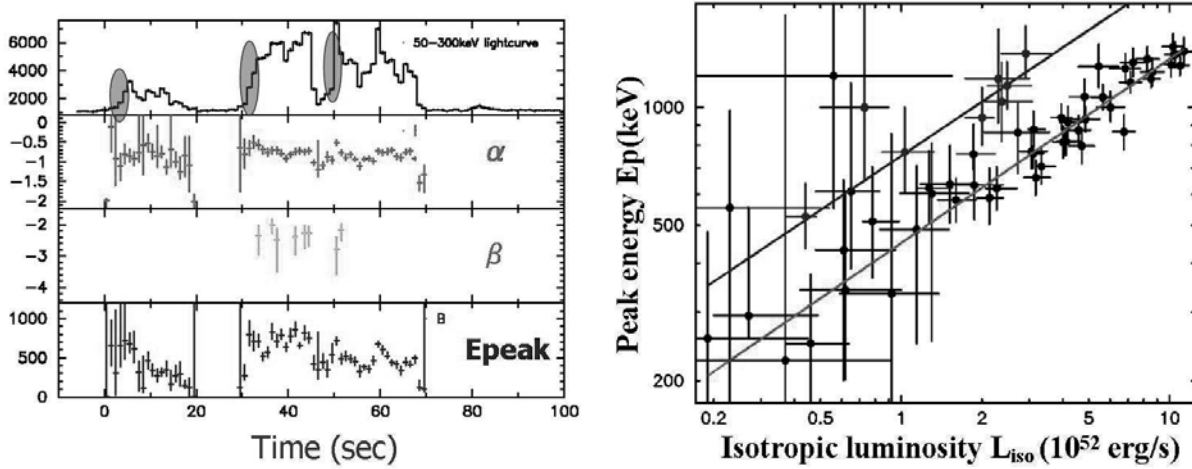 50–300keV lightcurve
6000
4000
2000
0
−0.5
−1
−1.5
−2
α
−2
−3
−4
β
1000
500
0
Epeak
0 20 40 60 80 100
Time (sec)
Peak energy Ep(keV)
1000
500
200
0.2 0.5 1 2 5 10
Isotropic luminosity Liso (10⁵² erg/s)